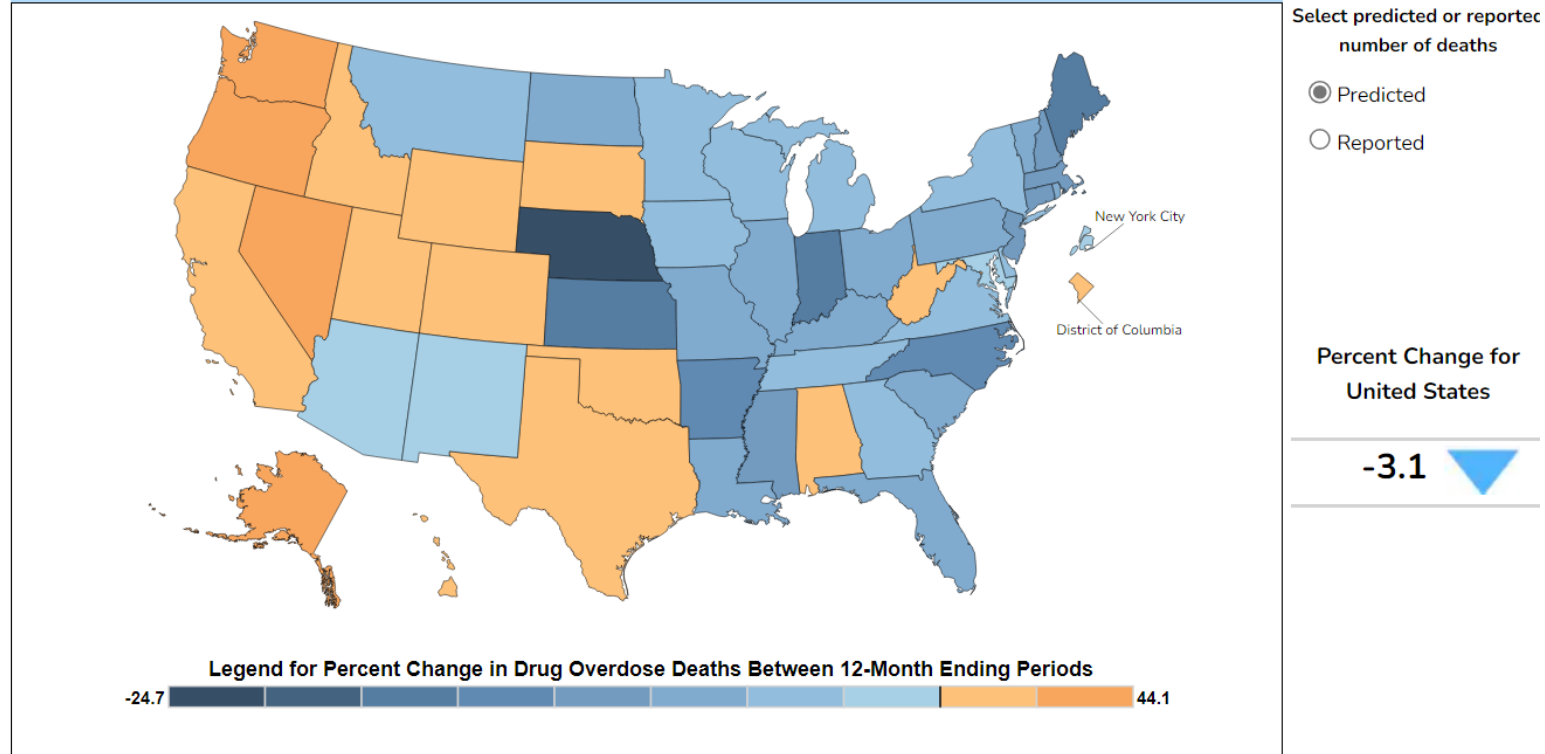 Select predicted or reported
number of deaths
Predicted
Reported
New York City
District of Columbia
Percent Change for
United States
-3.1
Legend for Percent Change in Drug Overdose Deaths Between 12-Month Ending Periods
-24.7
44.1